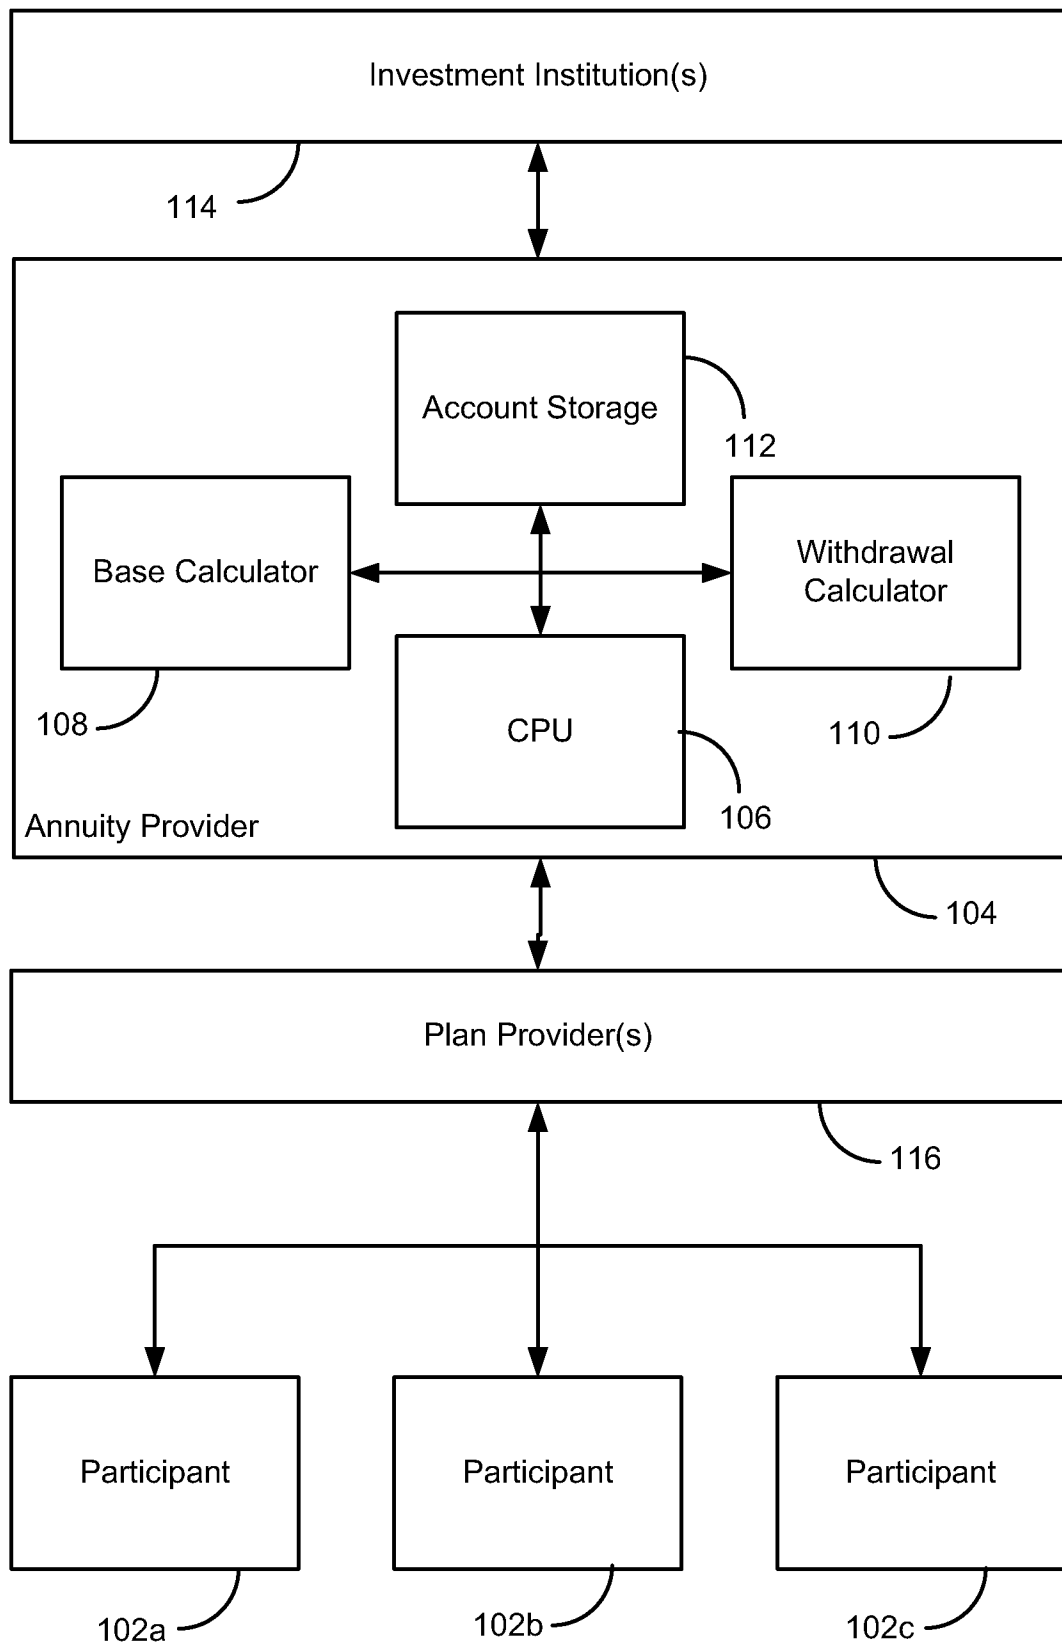 Investment Institution(s)
114
Account Storage
112
Base Calculator
Withdrawal
Calculator
108
CPU
110
106
Annuity Provider
104
Plan Provider(s)
116
Participant
Participant
Participant
102a
102b
102c